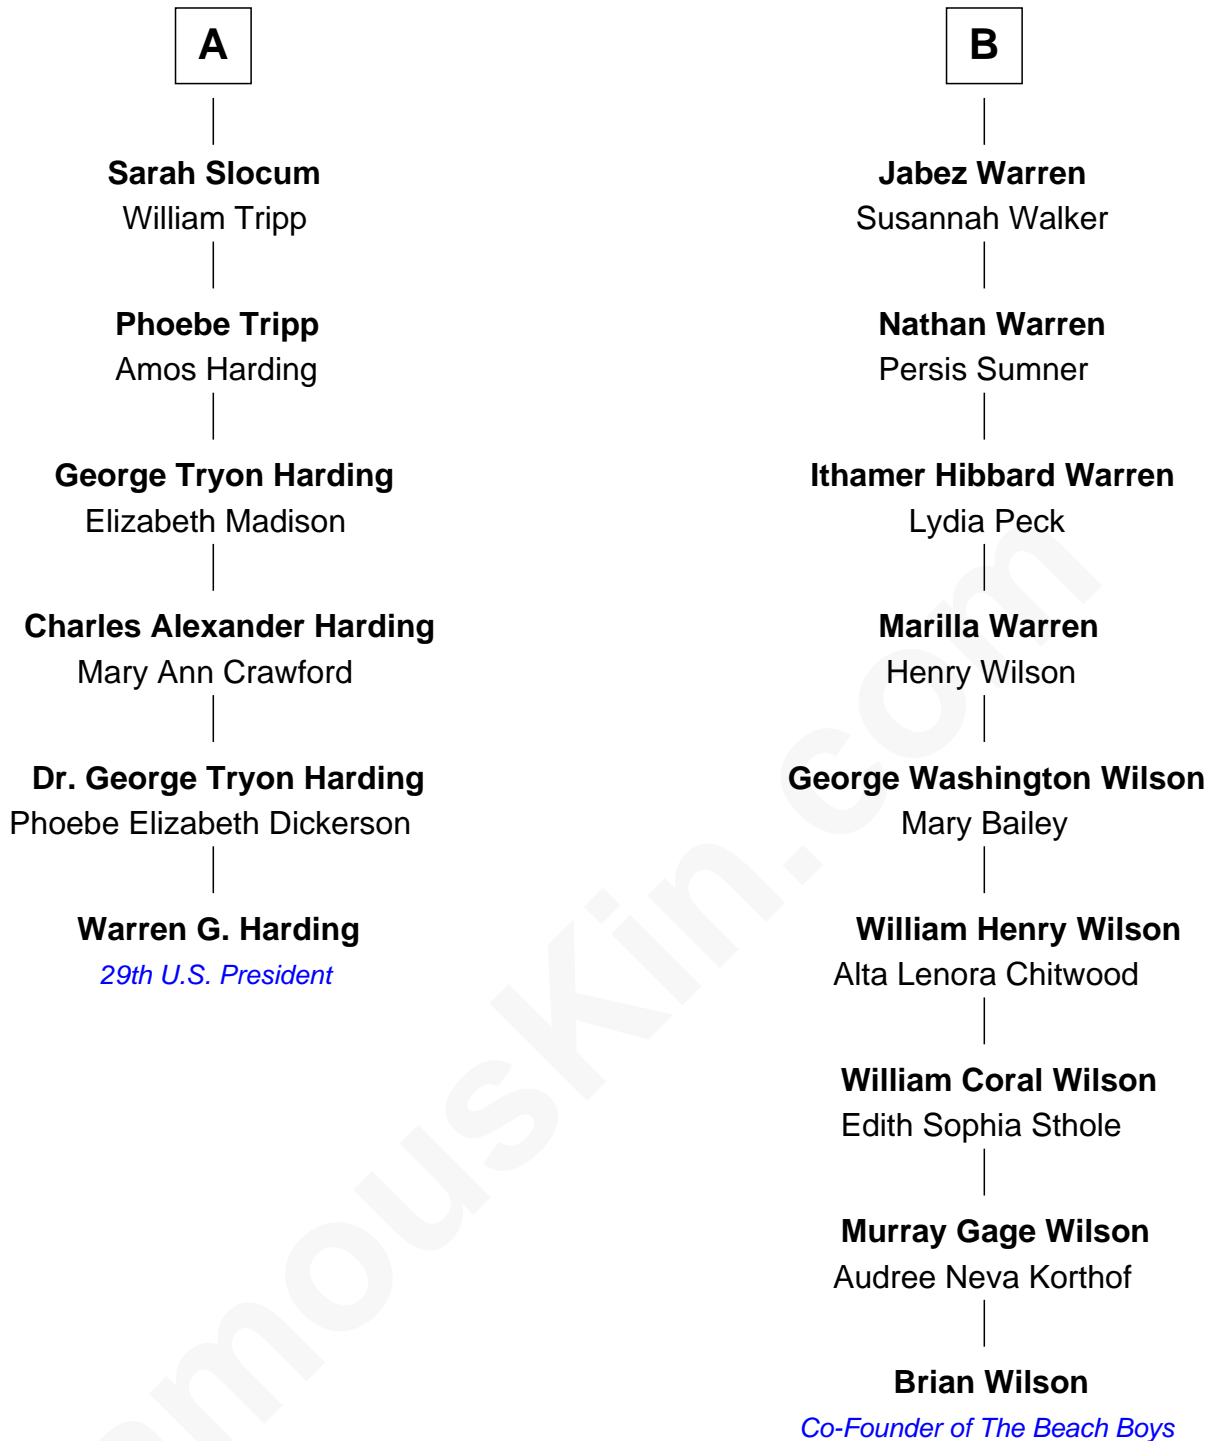 A
Sarah Slocum
William Tripp
Phoebe Tripp
Amos Harding
George Tryon Harding
Elizabeth Madison
Charles Alexander Harding
Mary Ann Crawford
Dr. George Tryon Harding
Phoebe Elizabeth Dickerson
Warren G. Harding
29th U.S. President
B
Jabez Warren
Susannah Walker
Nathan Warren
Persis Sumner
Ithamer Hibbard Warren
Lydia Peck
Marilla Warren
Henry Wilson
George Washington Wilson
Mary Bailey
William Henry Wilson
Alta Lenora Chitwood
William Coral Wilson
Edith Sophia Sthole
Murray Gage Wilson
Audree Neva Korthof
Brian Wilson
Co-Founder of The Beach Boys
amouskin.com